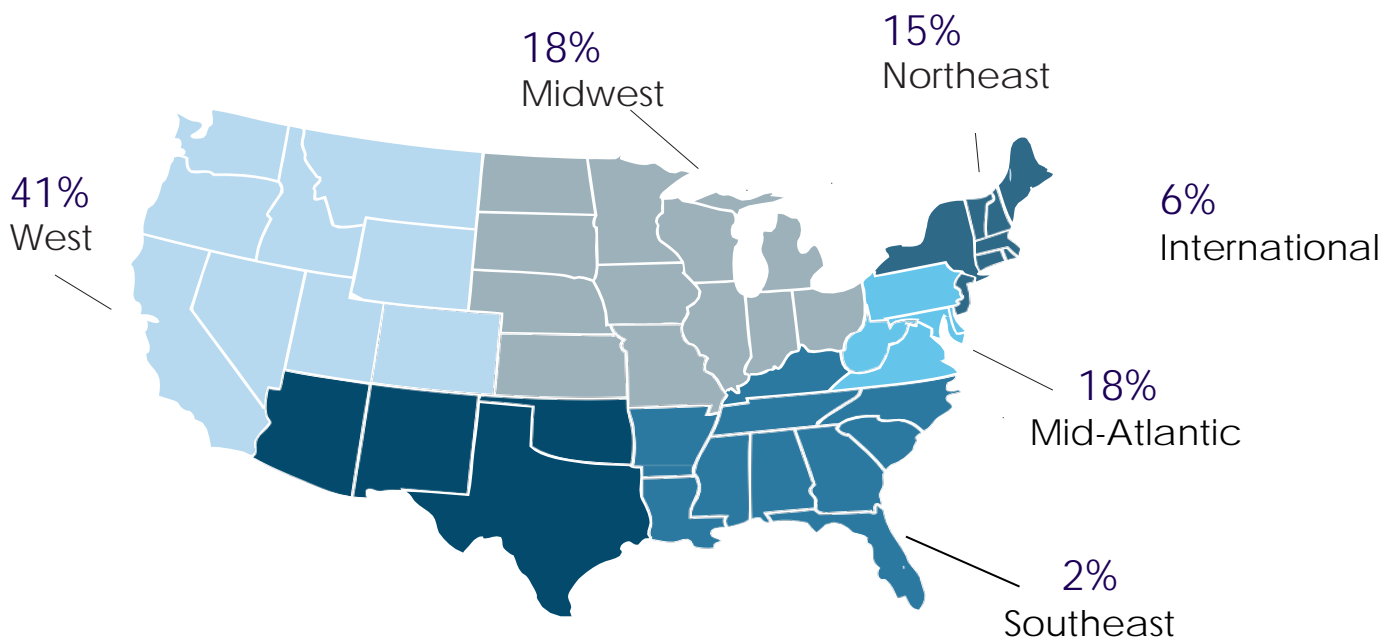 15%
Northeast
18%
Midwest
41%
West
6%
International
18%
Mid-Atlantic
2%
Southeast